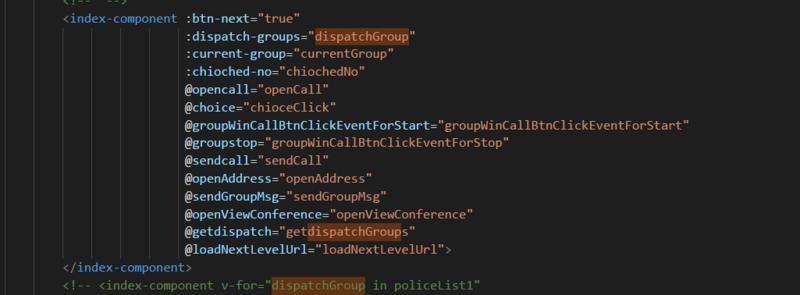 <index-component :btn-next="true"
:dispatch-groups="dispatchGroup"
:current-group="currentGroup"
:chioched-no="chiochedNo"
@opencall="openCall"
@choice="chioceClick"
@groupWinCallBtnClickEventForStart="groupWinCallBtnClickEventForStart"
@groupstop="groupWinCallBtnClickEventForStop"
@sendcall="sendCall"
@openAddress="openAddress"
@sendGroupMsg="sendGroupMsg"
@openViewConference="openViewConference"
@getdispatch="getdispatchGroups"
@loadNextLevelUrl="loadNextLevelUrl">
</index-component>
<!-- <index-component v-for="dispatchGroup in policeList1"